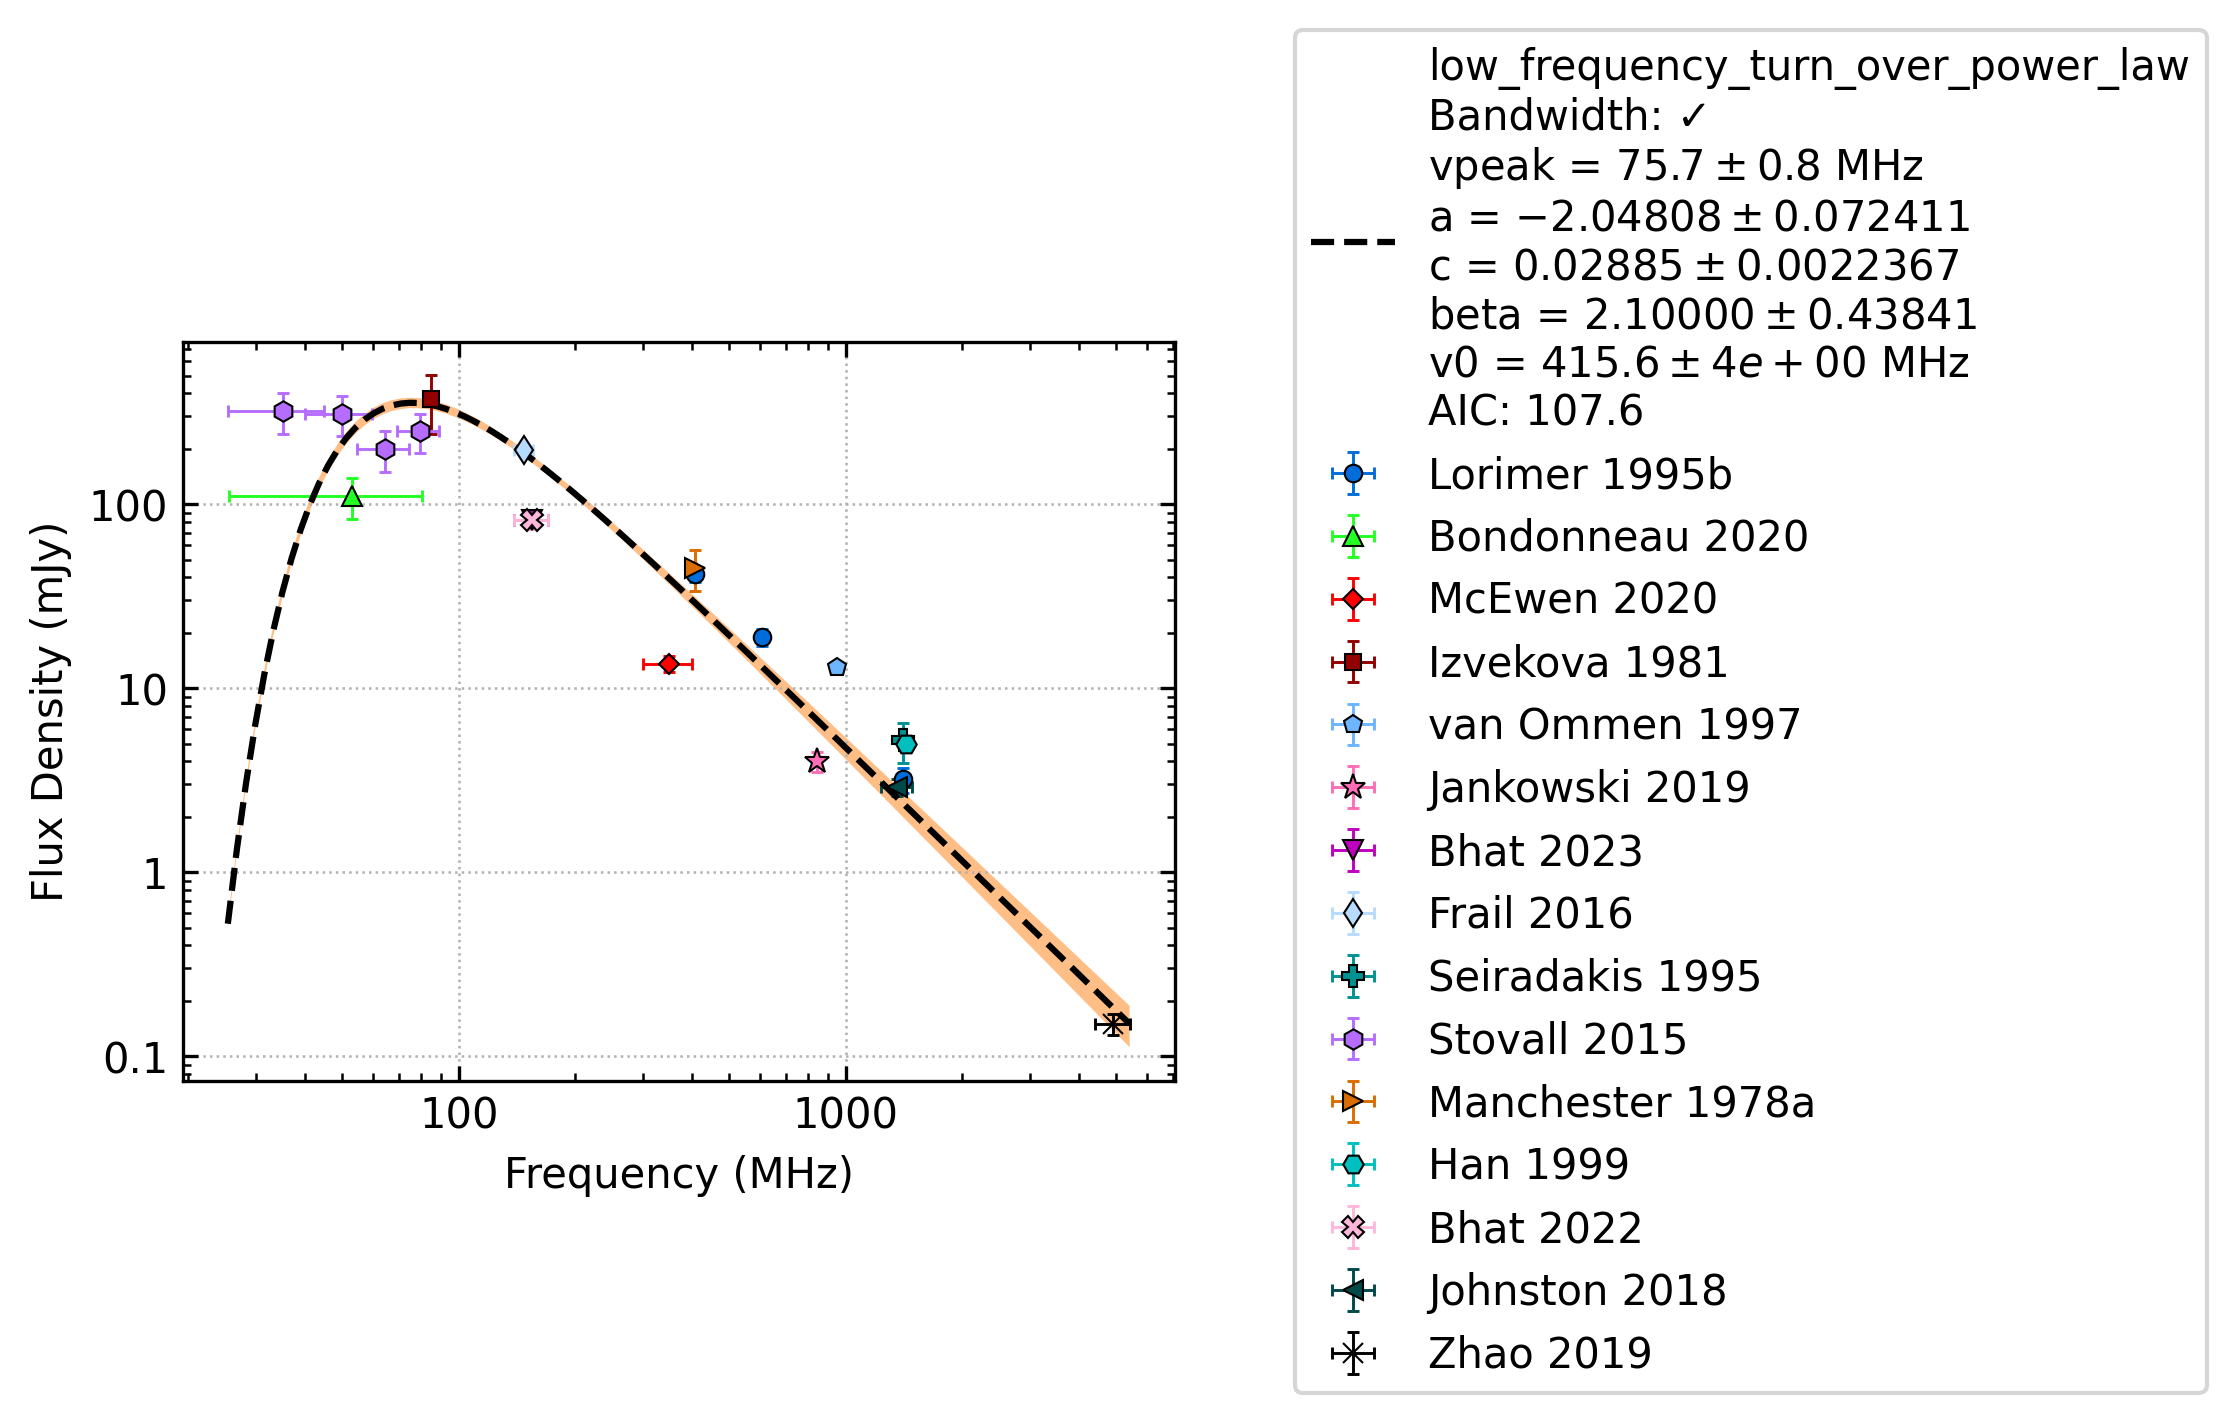 low_frequency_turn_over_power_law
Bandwidth: ✓
vpeak = 75.7 ± 0.8 MHz
a = −2.04808 ± 0.072411
c = 0.02885 ± 0.0022367
beta = 2.10000 ± 0.43841
v0 = 415.6 ± 4e + 00 MHz
AIC: 107.6
Lorimer 1995b
Bondonneau 2020
McEwen 2020
Izvekova 1981
van Ommen 1997
Jankowski 2019
Bhat 2023
Frail 2016
Seiradakis 1995
Stovall 2015
Manchester 1978a
Han 1999
Bhat 2022
Johnston 2018
Zhao 2019
Flux Density (mJy)
100
10
1
0.1
100
1000
Frequency (MHz)